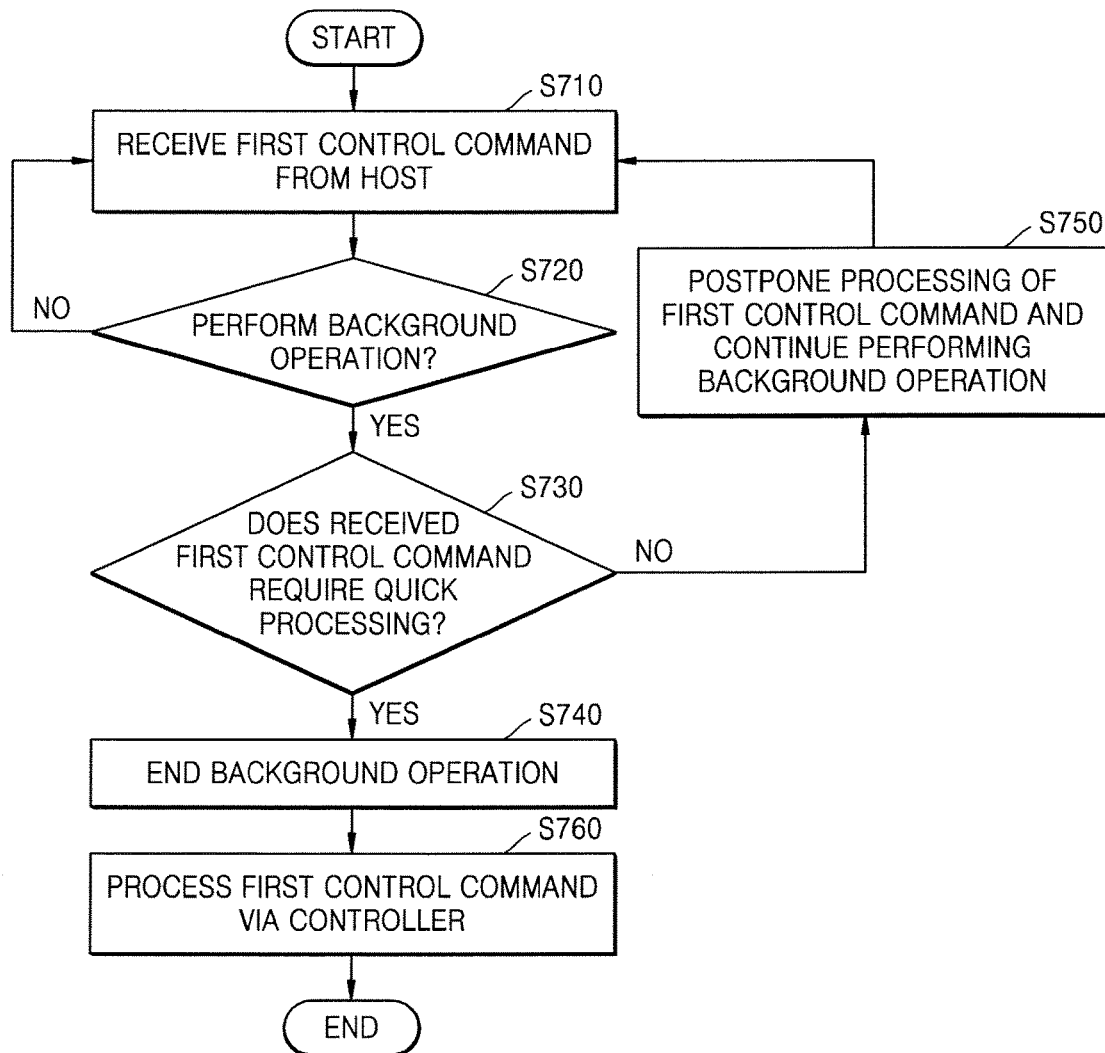 START
S710
RECEIVE FIRST CONTROL COMMAND
FROM HOST
S720
NO
PERFORM BACKGROUND
OPERATION?
S750
POSTPONE PROCESSING OF
FIRST CONTROL COMMAND AND
CONTINUE PERFORMING
BACKGROUND OPERATION
YES
S730
DOES RECEIVED
FIRST CONTROL COMMAND
REQUIRE QUICK
PROCESSING?
NO
YES
S740
END BACKGROUND OPERATION
S760
PROCESS FIRST CONTROL COMMAND
VIA CONTROLLER
END